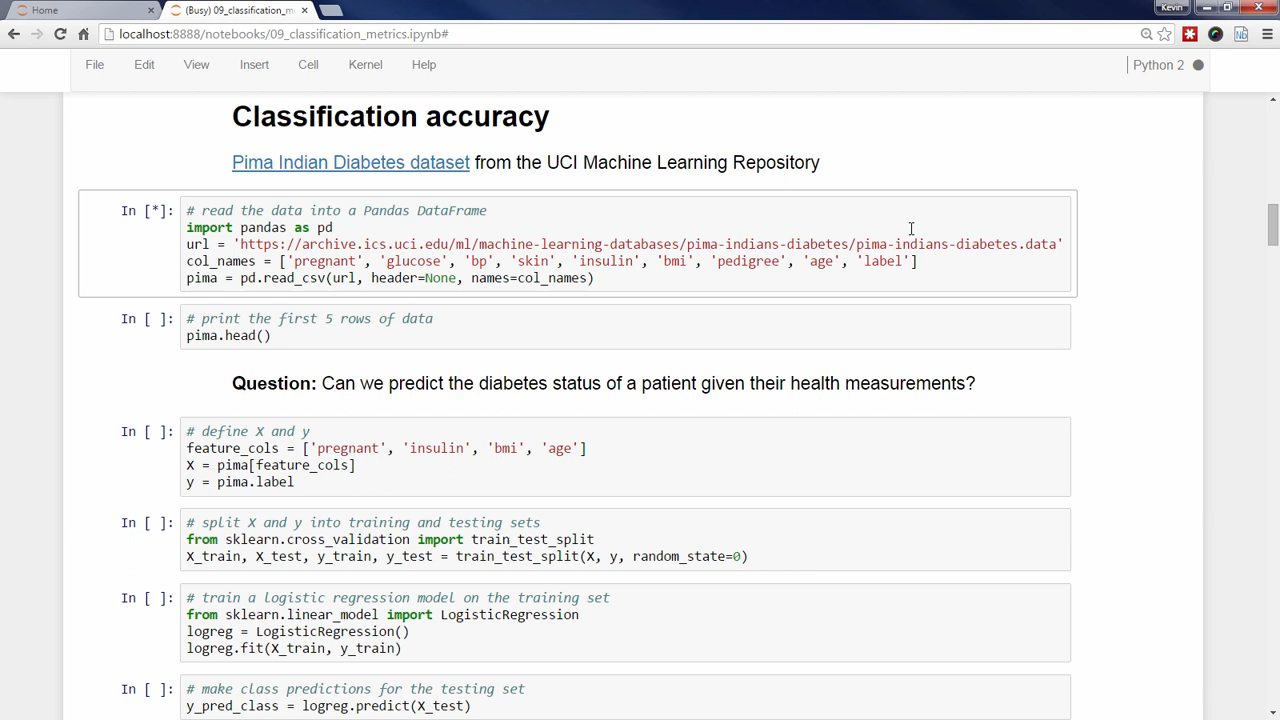 Home
(Busy) 09_classification_m
Kevin
localhost:8888/notebooks/09_classification_metrics.ipynb#
File Edit View Insert Cell Kernel Help
Python 2
Classification accuracy
Pima Indian Diabetes dataset from the UCI Machine Learning Repository
In [*]:
# read the data into a Pandas DataFrame
import pandas as pd
url = 'https://archive.ics.uci.edu/ml/machine-learning-databases/pima-indians-diabetes/pima-indians-diabetes.data'
col_names = ['pregnant', 'glucose', 'bp', 'skin', 'insulin', 'bmi', 'pedigree', 'age', 'label']
pima = pd.read_csv(url, header=None, names=col_names)
In [ ]:
# print the first 5 rows of data
pima.head()
Question: Can we predict the diabetes status of a patient given their health measurements?
In [ ]:
# define X and y
feature_cols = ['pregnant', 'insulin', 'bmi', 'age']
X = pima[feature_cols]
y = pima.label
In [ ]:
# split X and y into training and testing sets
from sklearn.cross_validation import train_test_split
X_train, X_test, y_train, y_test = train_test_split(X, y, random_state=0)
In [ ]:
# train a logistic regression model on the training set
from sklearn.linear_model import LogisticRegression
logreg = LogisticRegression()
logreg.fit(X_train, y_train)
In [ ]:
# make class predictions for the testing set
y_pred_class = logreg.predict(X_test)